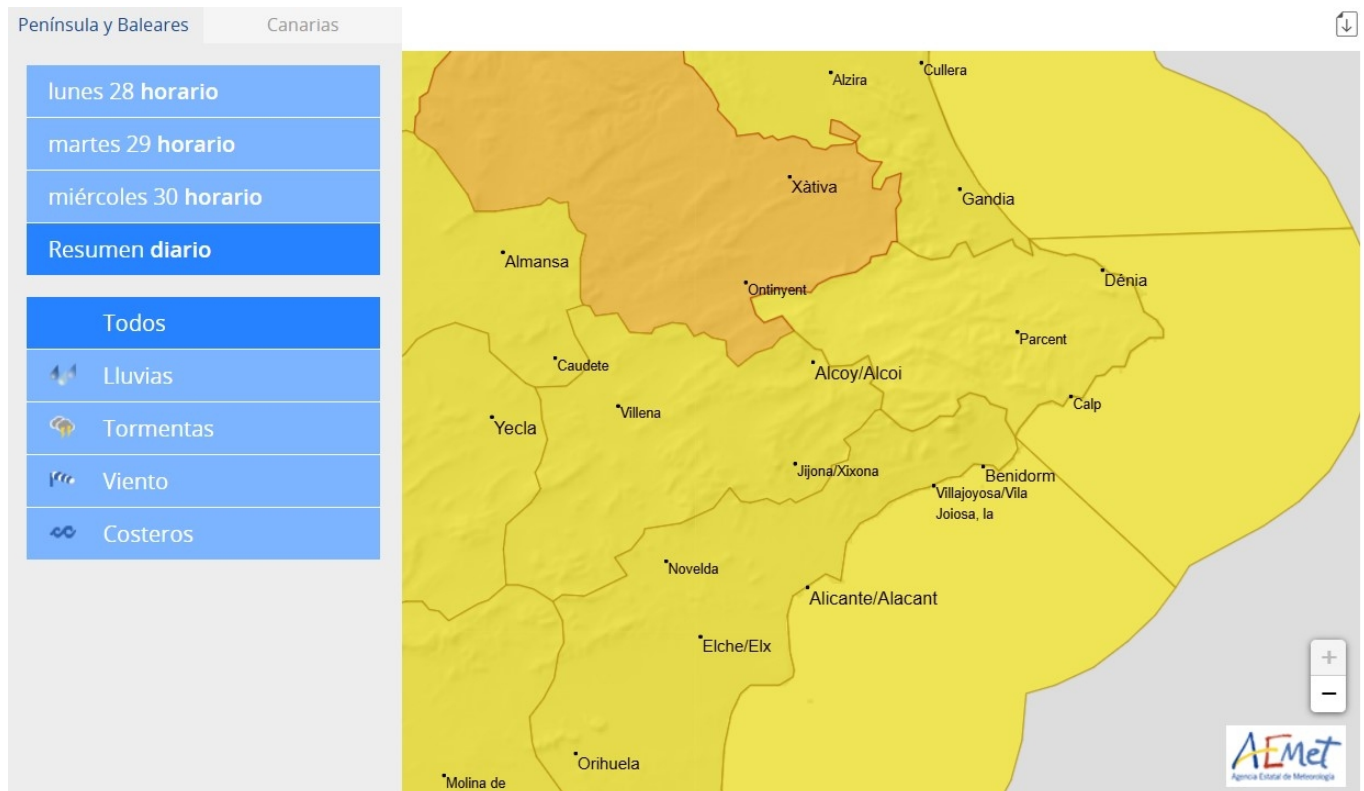 Península y Baleares
Canarias
lunes 28 horario
martes 29 horario
miércoles 30 horario
Resumen diario
Todos
Lluvias
Tormentas
Viento
Costeros
Cullera
Alzira
Xàtiva
Gandia
Almansa
Ontinyent
Dénia
Parcent
Caudete
Alcoy/Alcoi
Calp
Villena
Yecla
Jijona/Xixona
Benidorm
Villajoyosa/Vila
Joiosa, la
Novelda
Alicante/Alacant
Elche/Elx
Orihuela
Molina de
+
−
AEMet
Agencia Estatal de Meteorología